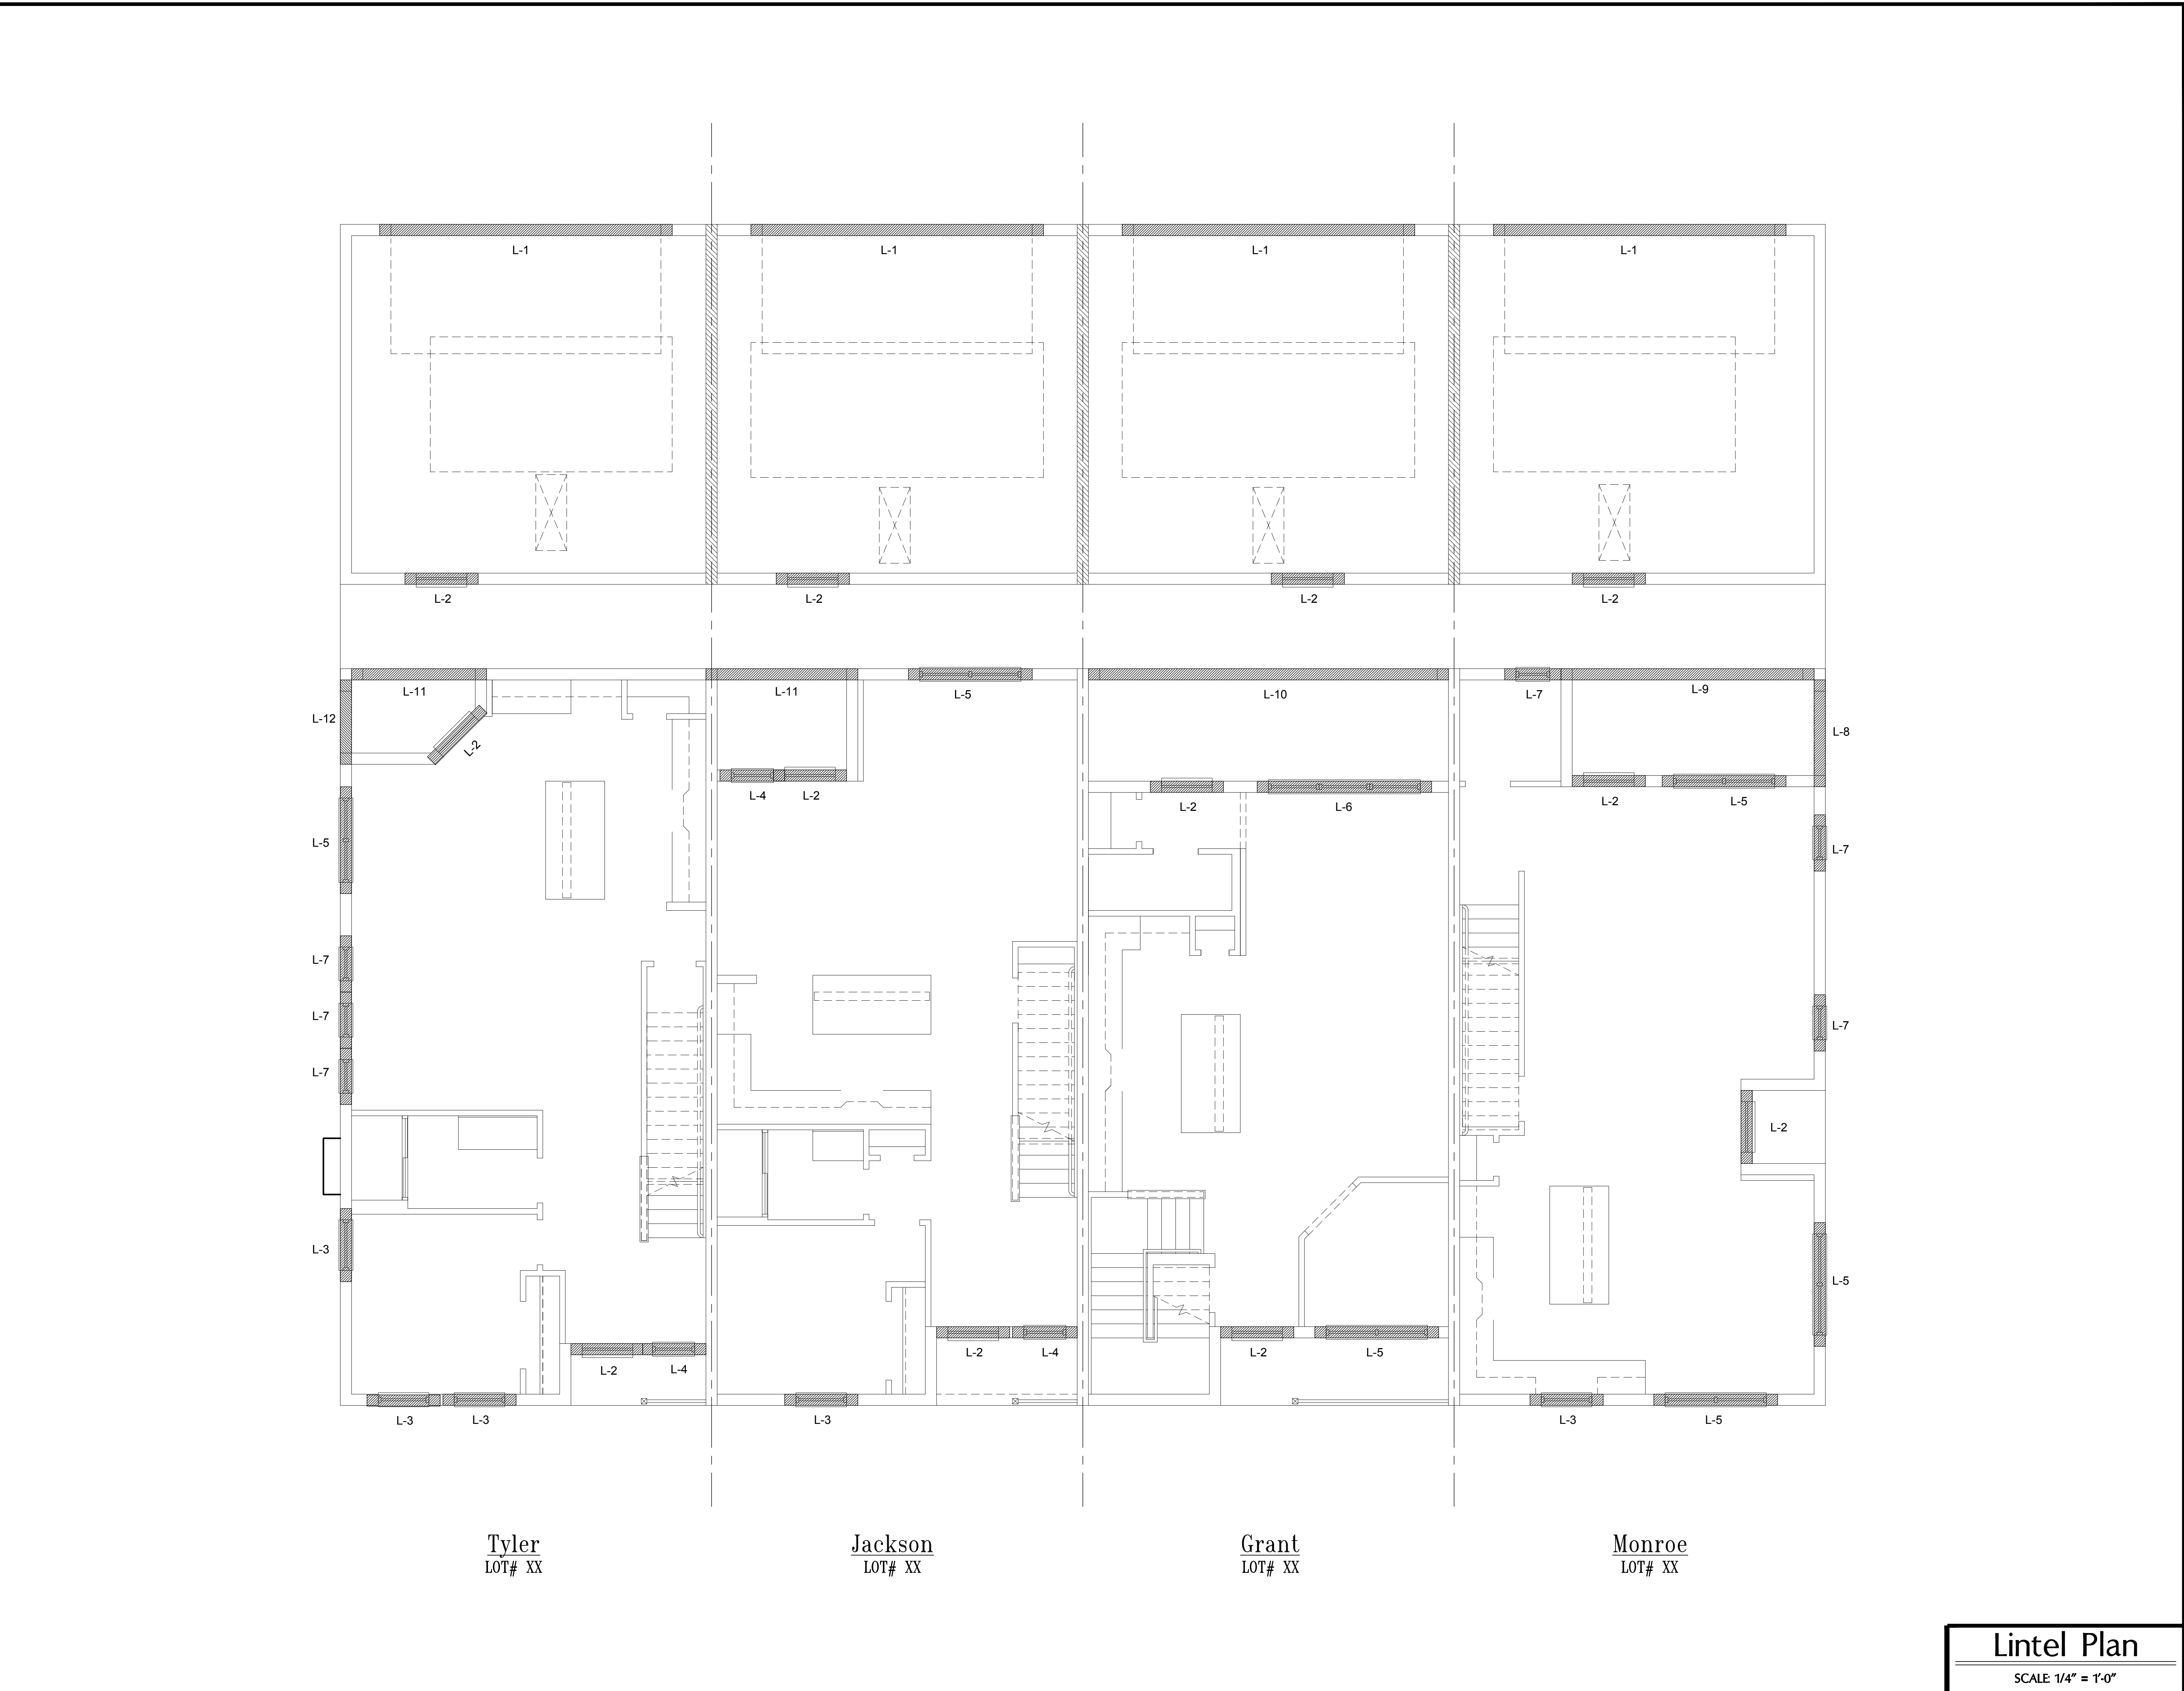 L-1
L-1
L-1
L-1
L-2
L-2
L-2
L-2
L-11
L-11
L-5
L-10
L-7
L-9
L-12
L-2
L-8
L-4
L-2
L-2
L-6
L-2
L-5
L-5
L-7
L-7
L-7
L-7
L-7
L-2
L-3
L-5
L-2
L-4
L-2
L-4
L-2
L-5
L-3
L-3
L-3
L-3
L-5
Tyler
LOT# XX
Jackson
LOT# XX
Grant
LOT# XX
Monroe
LOT# XX
Lintel Plan
SCALE: 1/4" = 1'-0"